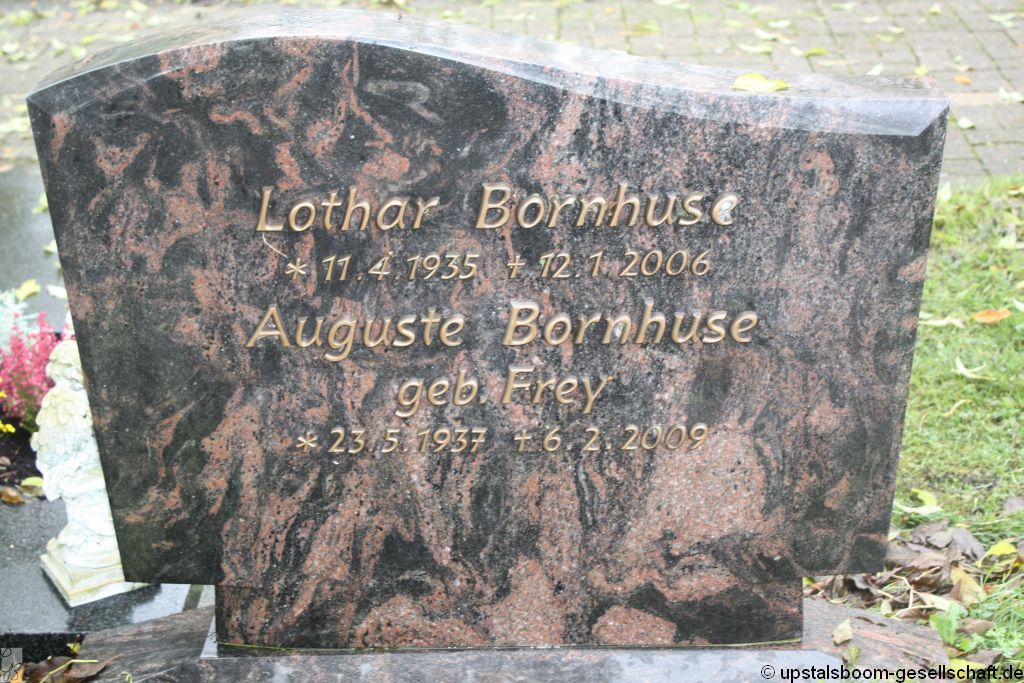 Lothar Bornhuse
* 11.4.1935 † 12.1.2006
Auguste Bornhuse
geb. Frey
* 23.5.1937 † 6.2.2009
© upstalsboom-gesellschaft.de